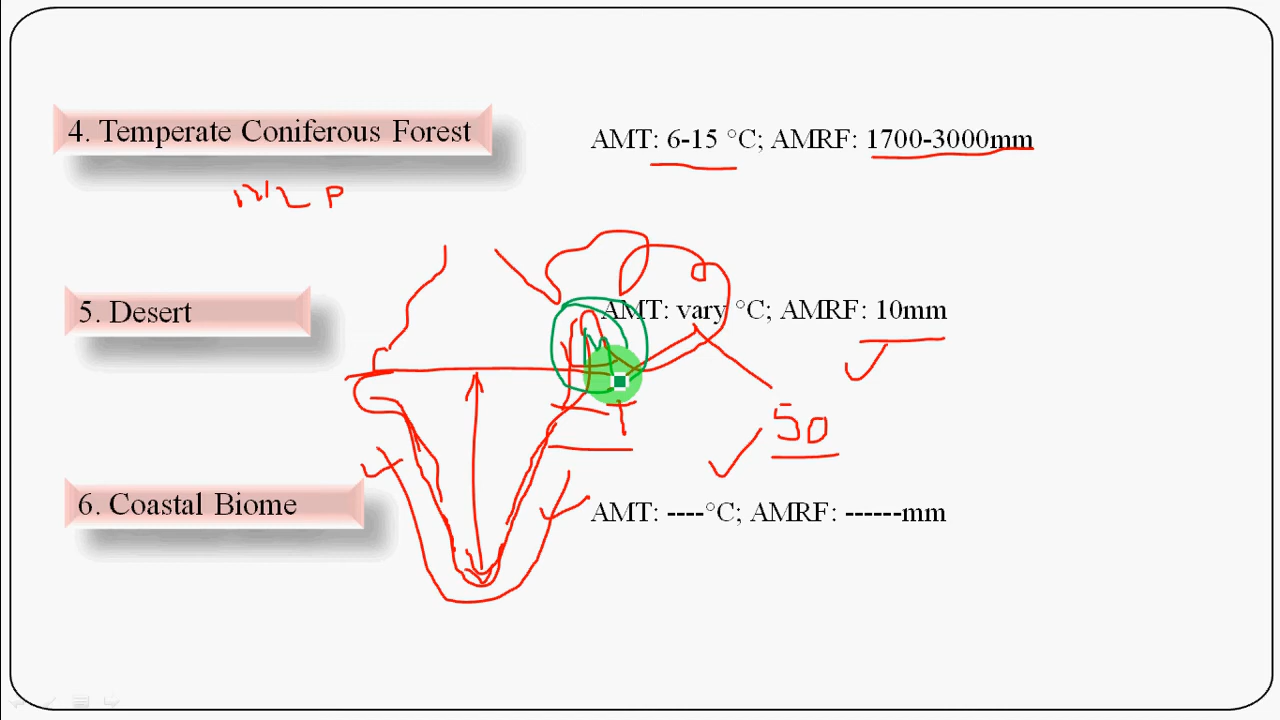 4. Temperate Coniferous Forest
AMT: 6-15 °C; AMRF: 1700-3000mm
5. Desert
AMT: vary °C; AMRF: 10mm
50
6. Coastal Biome
AMT: ----°C; AMRF: ------mm